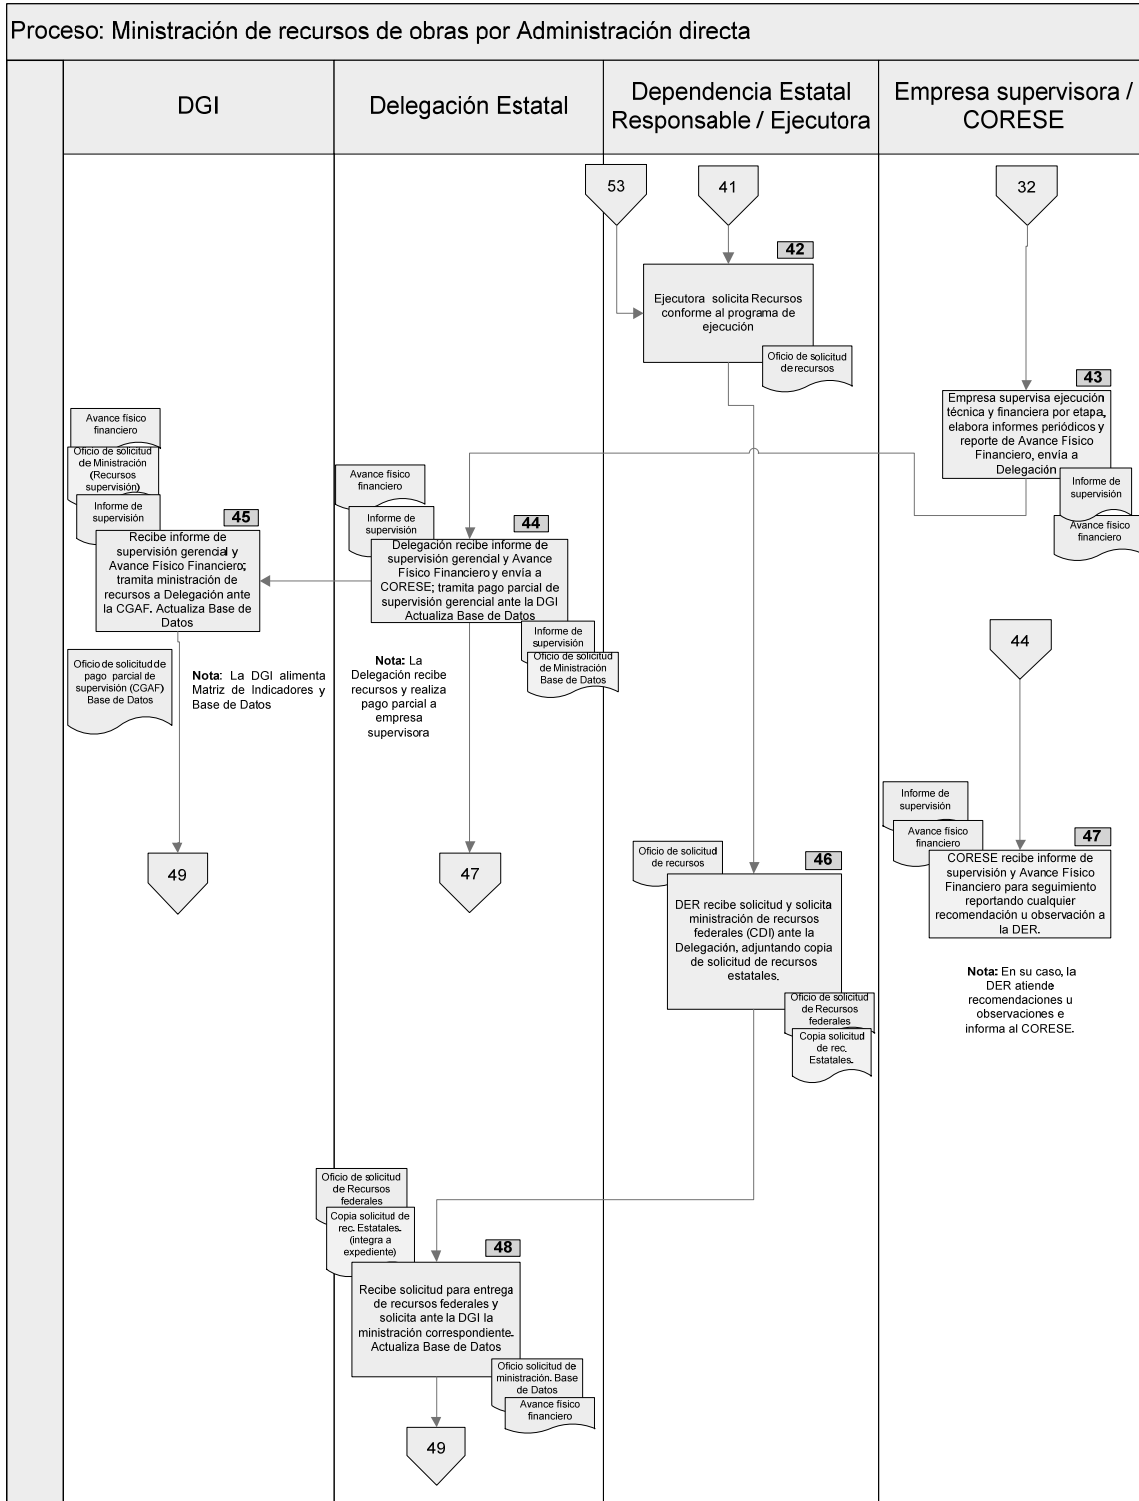 Proceso: Ministración de recursos de obras por Administración directa
DGI
Delegación Estatal
Dependencia Estatal
Responsable / Ejecutora
Empresa supervisora /
CORESE
53
41
32
42
Ejecutora solicita Recursos
conforme al programa de
ejecución
Oficio de solicitud
de recursos
43
Empresa supervisa ejecución
técnica y financiera por etapa,
elabora informes periódicos y
reporte de Avance Físico
Financiero, envía a
Delegación
Informe de
supervisión
Avance físico
financiero
Avance físico
financiero
Oficio de solicitud
de Ministración
(Recursos
supervisión)
Informe de
supervisión
45
Recibe informe de
supervisión gerencial y
Avance Físico Financiero;
tramita ministración de
recursos a Delegación ante
la CGAF. Actualiza Base de
Datos
Oficio de solicitud de
pago parcial de
supervisión (CGAF)
Base de Datos
Nota: La DGI alimenta
Matriz de Indicadores y
Base de Datos
Avance físico
financiero
Informe de
supervisión
44
Delegación recibe informe de
supervisión gerencial y Avance
Físico Financiero y envía a
CORESE; tramita pago parcial de
supervisión gerencial ante la DGI
Actualiza Base de Datos
Informe de
supervisión
Oficio de solicitud
de Ministración
Base de Datos
Nota: La
Delegación recibe
recursos y realiza
pago parcial a
empresa
supervisora
44
49
47
Informe de
supervisión
Avance físico
financiero
47
CORESE recibe informe de
supervisión y Avance Físico
Financiero para seguimiento
reportando cualquier
recomendación u observación a
la DER.
Nota: En su caso, la
DER atiende
recomendaciones u
observaciones e
informa al CORESE.
Oficio de solicitud
de recursos
46
DER recibe solicitud y solicita
ministración de recursos
federales (CDI) ante la
Delegación, adjuntando copia
de solicitud de recursos
estatales.
Oficio de solicitud
de Recursos
federales
Copia solicitud
de rec.
Estatales.
Oficio de solicitud
de Recursos
federales
Copia solicitud de
rec. Estatales.
(integra a
expediente)
48
Recibe solicitud para entrega
de recursos federales y
solicita ante la DGI la
ministración correspondiente.
Actualiza Base de Datos
Oficio solicitud de
ministración. Base
de Datos
Avance físico
financiero
49